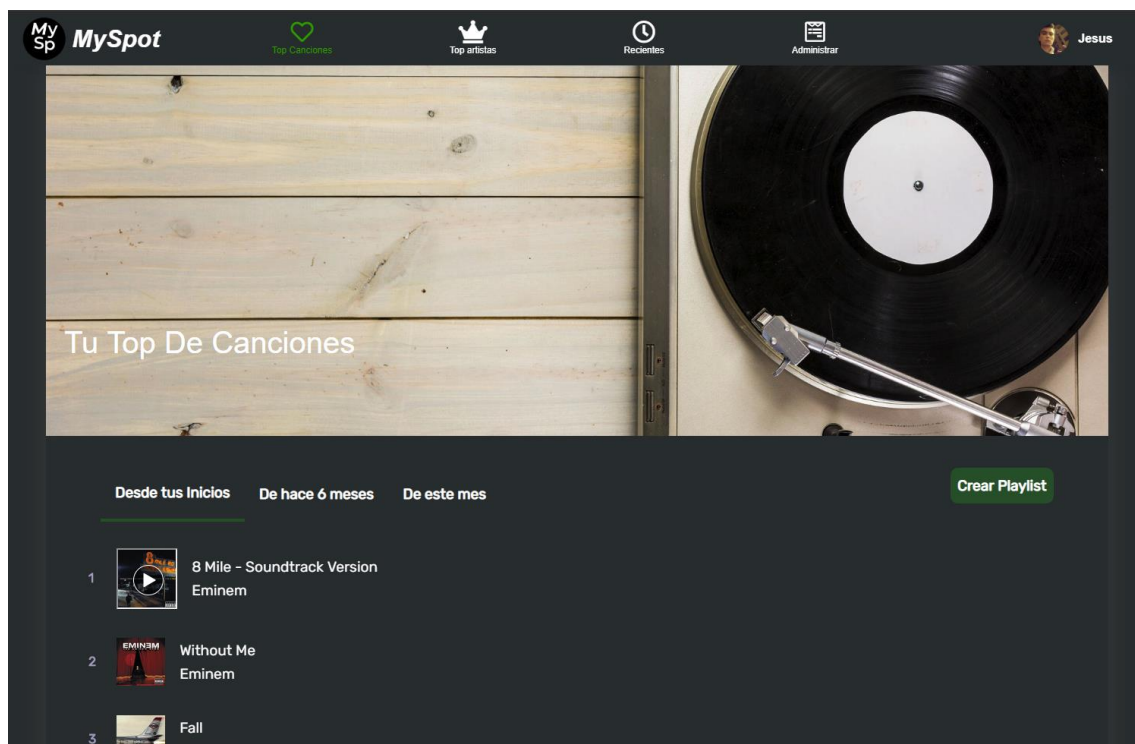 My
Sp
MySpot
Top Canciones
Top artistas
Recientes
Administrar
Jesus
Tu Top De Canciones
Desde tus Inicios
De hace 6 meses
De este mes
Crear Playlist
1
8 Mile - Soundtrack Version
Eminem
2
EMINEM
Without Me
Eminem
3
Fall